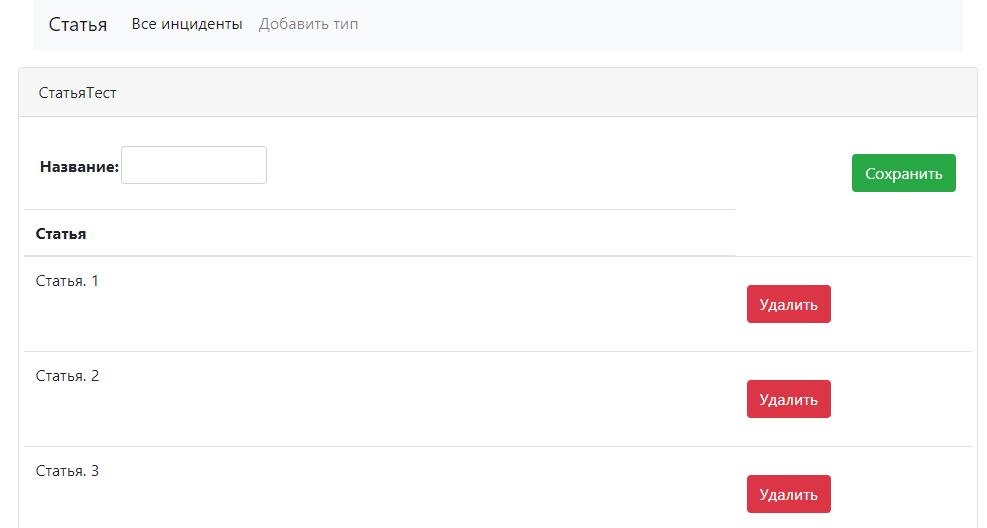 Статья Все инциденты Добавить тип
СтатьяТест
Название: Сохранить
Статья
Статья. 1
Удалить
Статья. 2
Удалить
Статья. 3
Удалить